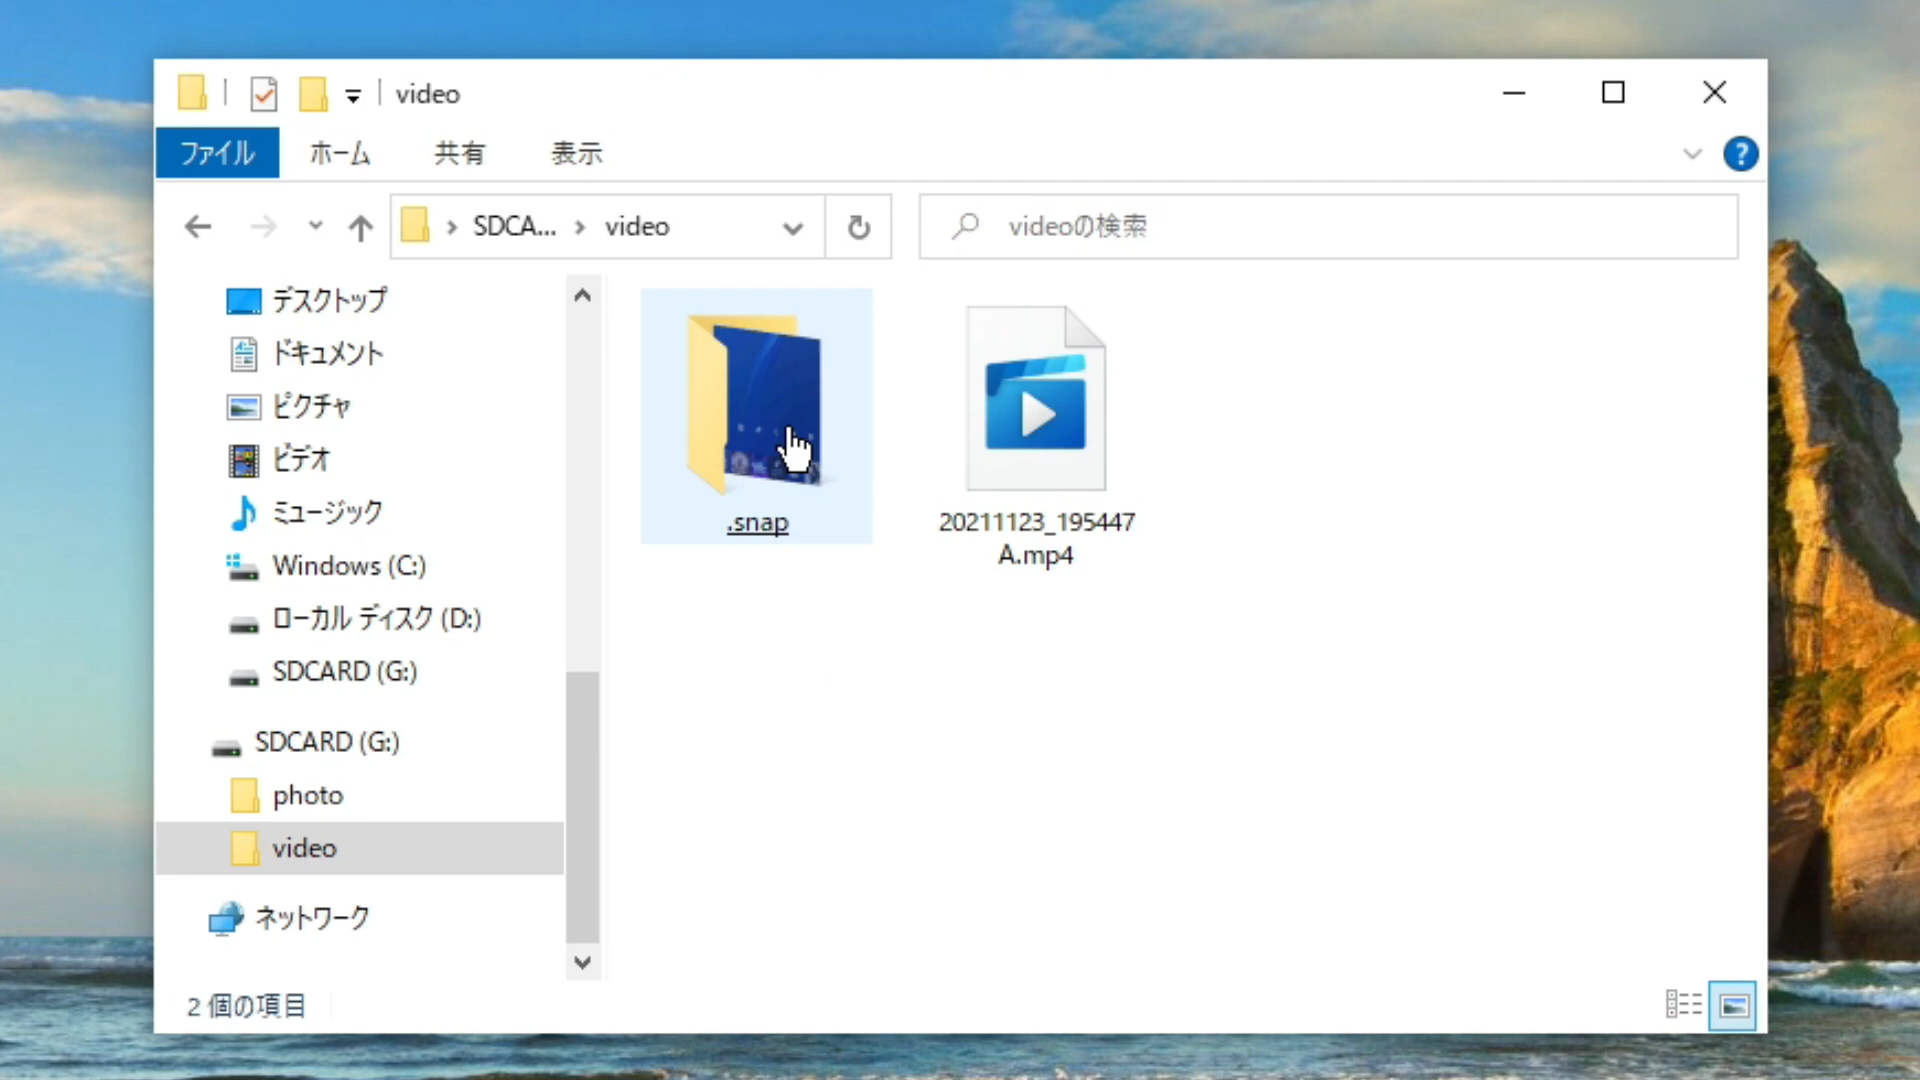 video
ファイル ホーム 共有 表示
SDCA... video
videoの検索
デスクトップ
ドキュメント
ピクチャ
ビデオ
ミュージック
Windows (C:)
ローカル ディスク (D:)
SDCARD (G:)
SDCARD (G:)
photo
video
ネットワーク
.snap
20211123_195447
A.mp4
2 個の項目